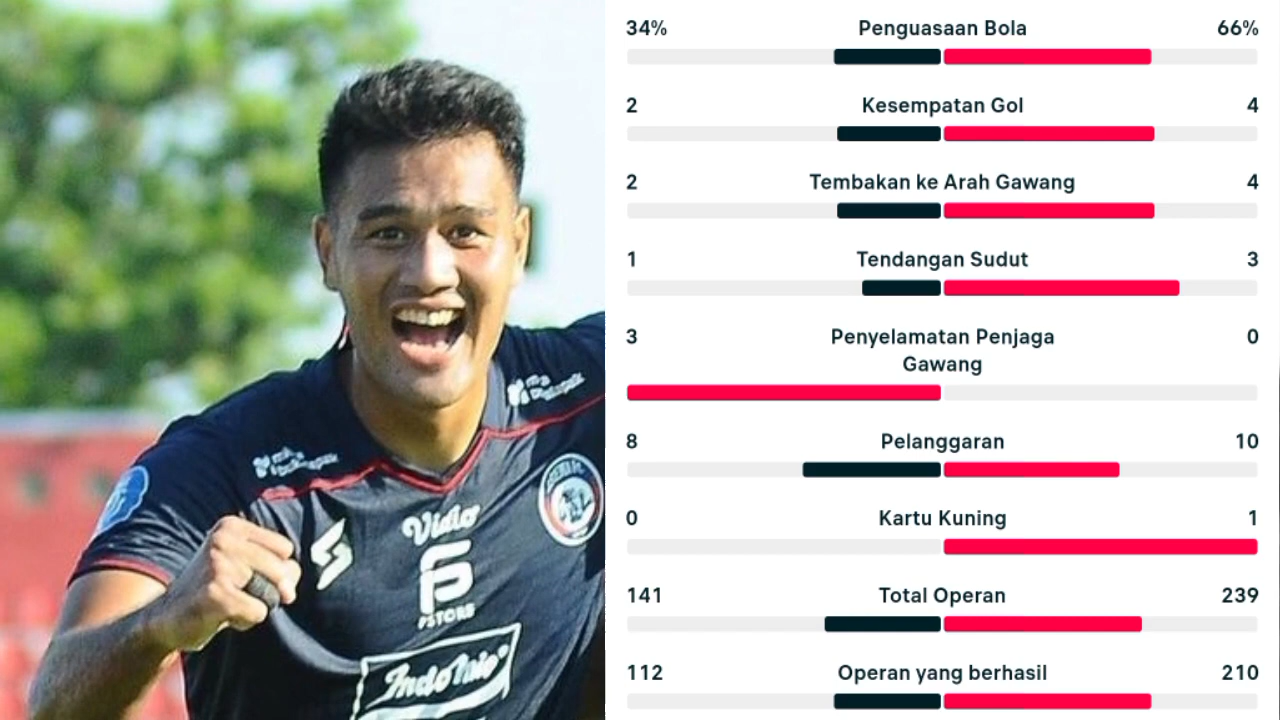 34% Penguasaan Bola 66%
2 Kesempatan Gol 4
2 Tembakan ke Arah Gawang 4
1 Tendangan Sudut 3
3 Penyelamatan Penjaga 0
Gawang
8 Pelanggaran 10
0 Kartu Kuning 1
141 Total Operan 239
112 Operan yang berhasil 210
Vidio
PSTORE
Indomie